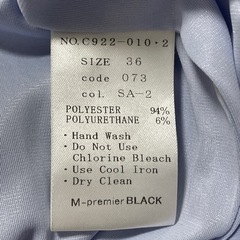 NO.C922-010・2
SIZE 36
code 073
col. SA-2
POLYESTER 94%
POLYURETHANE 6%
・Hand Wash
・Do Not Use
Chlorine Bleach
・Use Cool Iron
・Dry Clean
M-premier BLACK